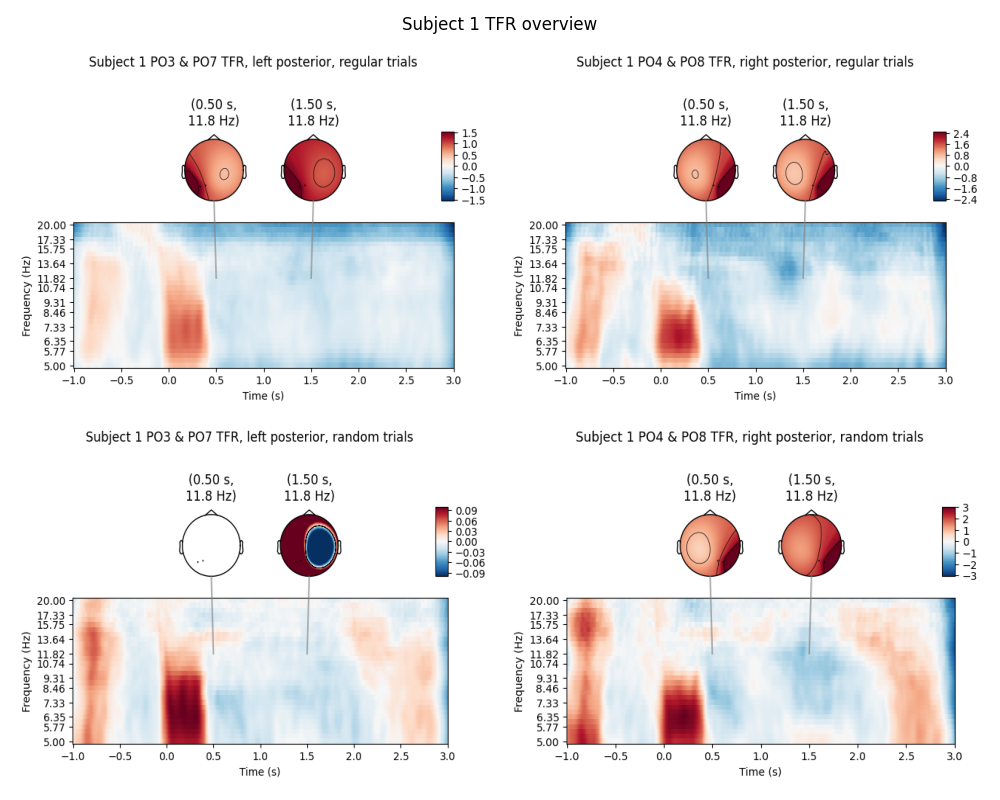 Subject 1 TFR overview
Subject 1 PO3 & PO7 TFR, left posterior, regular trials
(0.50 s,
11.8 Hz)
(1.50 s,
11.8 Hz)
1.5
1.0
0.5
0.0
−0.5
−1.0
−1.5
Frequency (Hz)
20.00
17.33
15.75
13.64
11.82
10.74
9.31
8.46
7.33
6.35
5.77
5.00
−1.0 −0.5 0.0 0.5 1.0 1.5 2.0 2.5 3.0
Time (s)
Subject 1 PO4 & PO8 TFR, right posterior, regular trials
(0.50 s,
11.8 Hz)
(1.50 s,
11.8 Hz)
2.4
1.6
0.8
0.0
−0.8
−1.6
−2.4
Frequency (Hz)
20.00
17.33
15.75
13.64
11.82
10.74
9.31
8.46
7.33
6.35
5.77
5.00
−1.0 −0.5 0.0 0.5 1.0 1.5 2.0 2.5 3.0
Time (s)
Subject 1 PO3 & PO7 TFR, left posterior, random trials
(0.50 s,
11.8 Hz)
(1.50 s,
11.8 Hz)
0.09
0.06
0.03
0.00
−0.03
−0.06
−0.09
Frequency (Hz)
20.00
17.33
15.75
13.64
11.82
10.74
9.31
8.46
7.33
6.35
5.77
5.00
−1.0 −0.5 0.0 0.5 1.0 1.5 2.0 2.5 3.0
Time (s)
Subject 1 PO4 & PO8 TFR, right posterior, random trials
(0.50 s,
11.8 Hz)
(1.50 s,
11.8 Hz)
3
2
1
0
−1
−2
−3
Frequency (Hz)
20.00
17.33
15.75
13.64
11.82
10.74
9.31
8.46
7.33
6.35
5.77
5.00
−1.0 −0.5 0.0 0.5 1.0 1.5 2.0 2.5 3.0
Time (s)